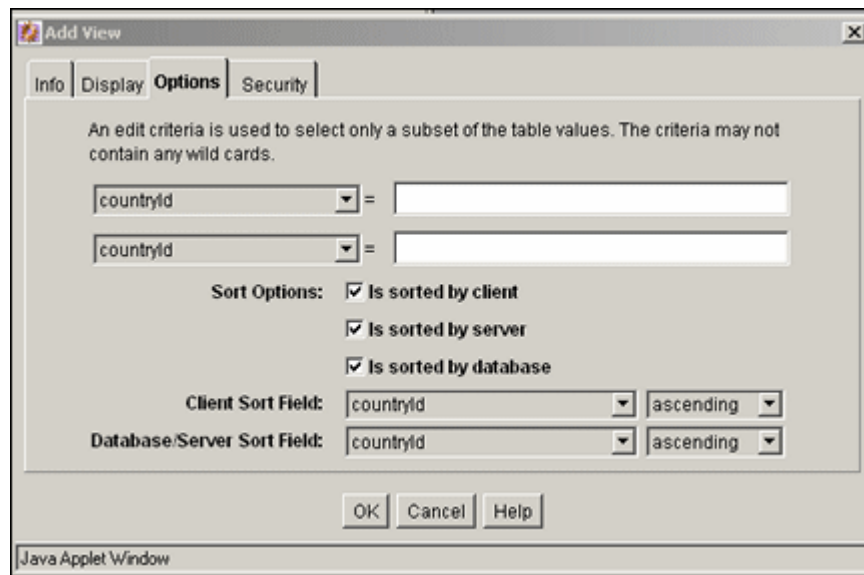 Add View
Info Display Options Security
An edit criteria is used to select only a subset of the table values. The criteria may not
contain any wild cards.
countryId =
countryId =
Sort Options: Is sorted by client
Is sorted by server
Is sorted by database
Client Sort Field: countryId ascending
Database/Server Sort Field: countryId ascending
OK Cancel Help
Java Applet Window